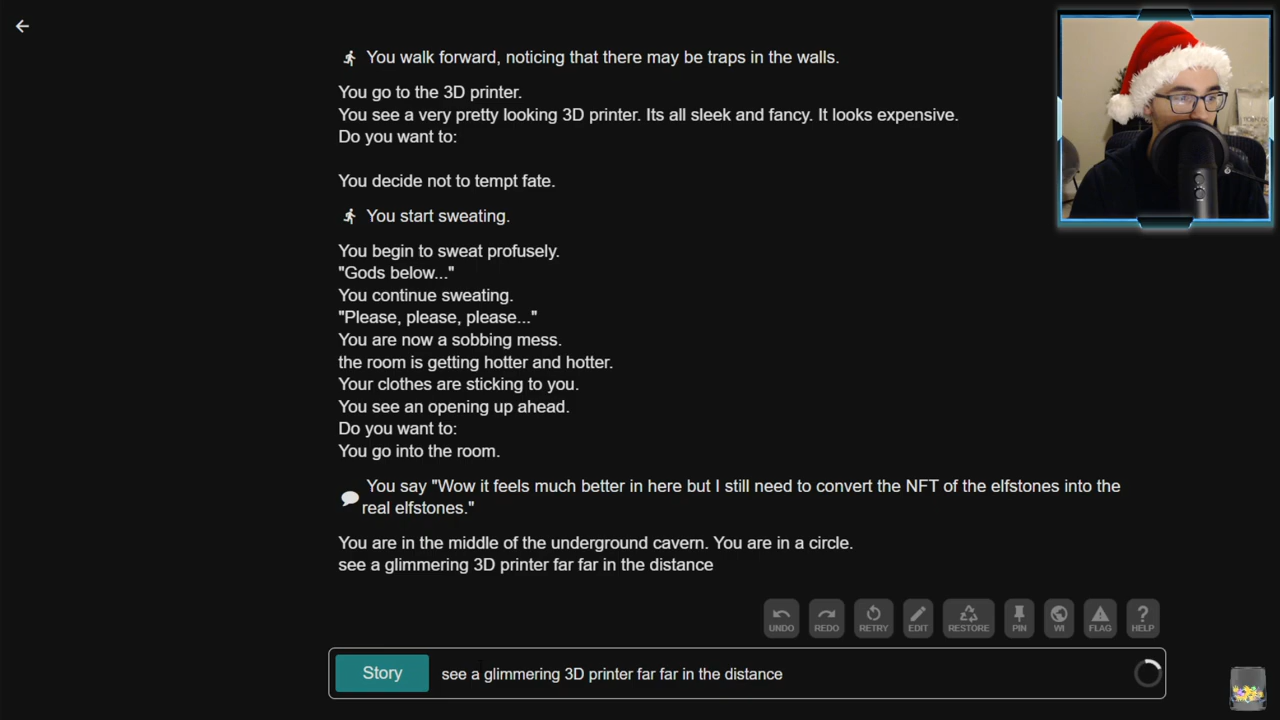 You walk forward, noticing that there may be traps in the walls.
You go to the 3D printer.
You see a very pretty looking 3D printer. Its all sleek and fancy. It looks expensive.
Do you want to:
You decide not to tempt fate.
You start sweating.
You begin to sweat profusely.
"Gods below..."
You continue sweating.
"Please, please, please..."
You are now a sobbing mess.
the room is getting hotter and hotter.
Your clothes are sticking to you.
You see an opening up ahead.
Do you want to:
You go into the room.
You say "Wow it feels much better in here but I still need to convert the NFT of the elfstones into the
real elfstones."
You are in the middle of the underground cavern. You are in a circle.
see a glimmering 3D printer far far in the distance
UNDO REDO RETRY EDIT RESTORE PIN WI FLAG HELP
Story see a glimmering 3D printer far far in the distance